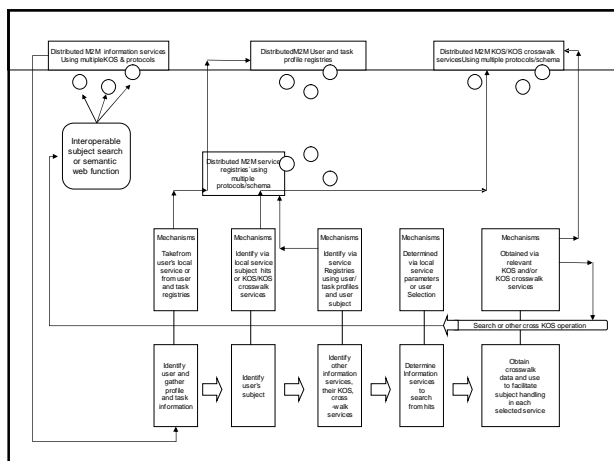 Distributed M2M information services
Using multipleKOS & protocols
DistributedM2M User and task
profile registries
Distributed M2M KOS/KOS crosswalk
servicesUsing multiple protocols/schema
Interoperable
subject search
or semantic
web function
Distributed M2M service
registries using
multiple
protocols/schema
Mechanisms
Takefrom
user's local
service or
from user
and task
registries
Mechanisms
Identify via
local service
subject hits
or KOS/KOS
crosswalk
services
Mechanisms
Identify via
service
Registries
using user/
task profiles
and user
subject
Mechanisms
Determined
via local
service
parameters
or user
Selection
Mechanisms
Obtained via
relevant
KOS and/or
KOS crosswalk
services
Search or other cross KOS operation
Identify
user and
gather
profile
and task
information
Identify
user's
subject
Identify
other
information
services,
their KOS,
cross
-walk
services
Determine
Information
services
to
search
from hits
Obtain
crosswalk
data and use
to facilitate
subject handling
in each
selected service